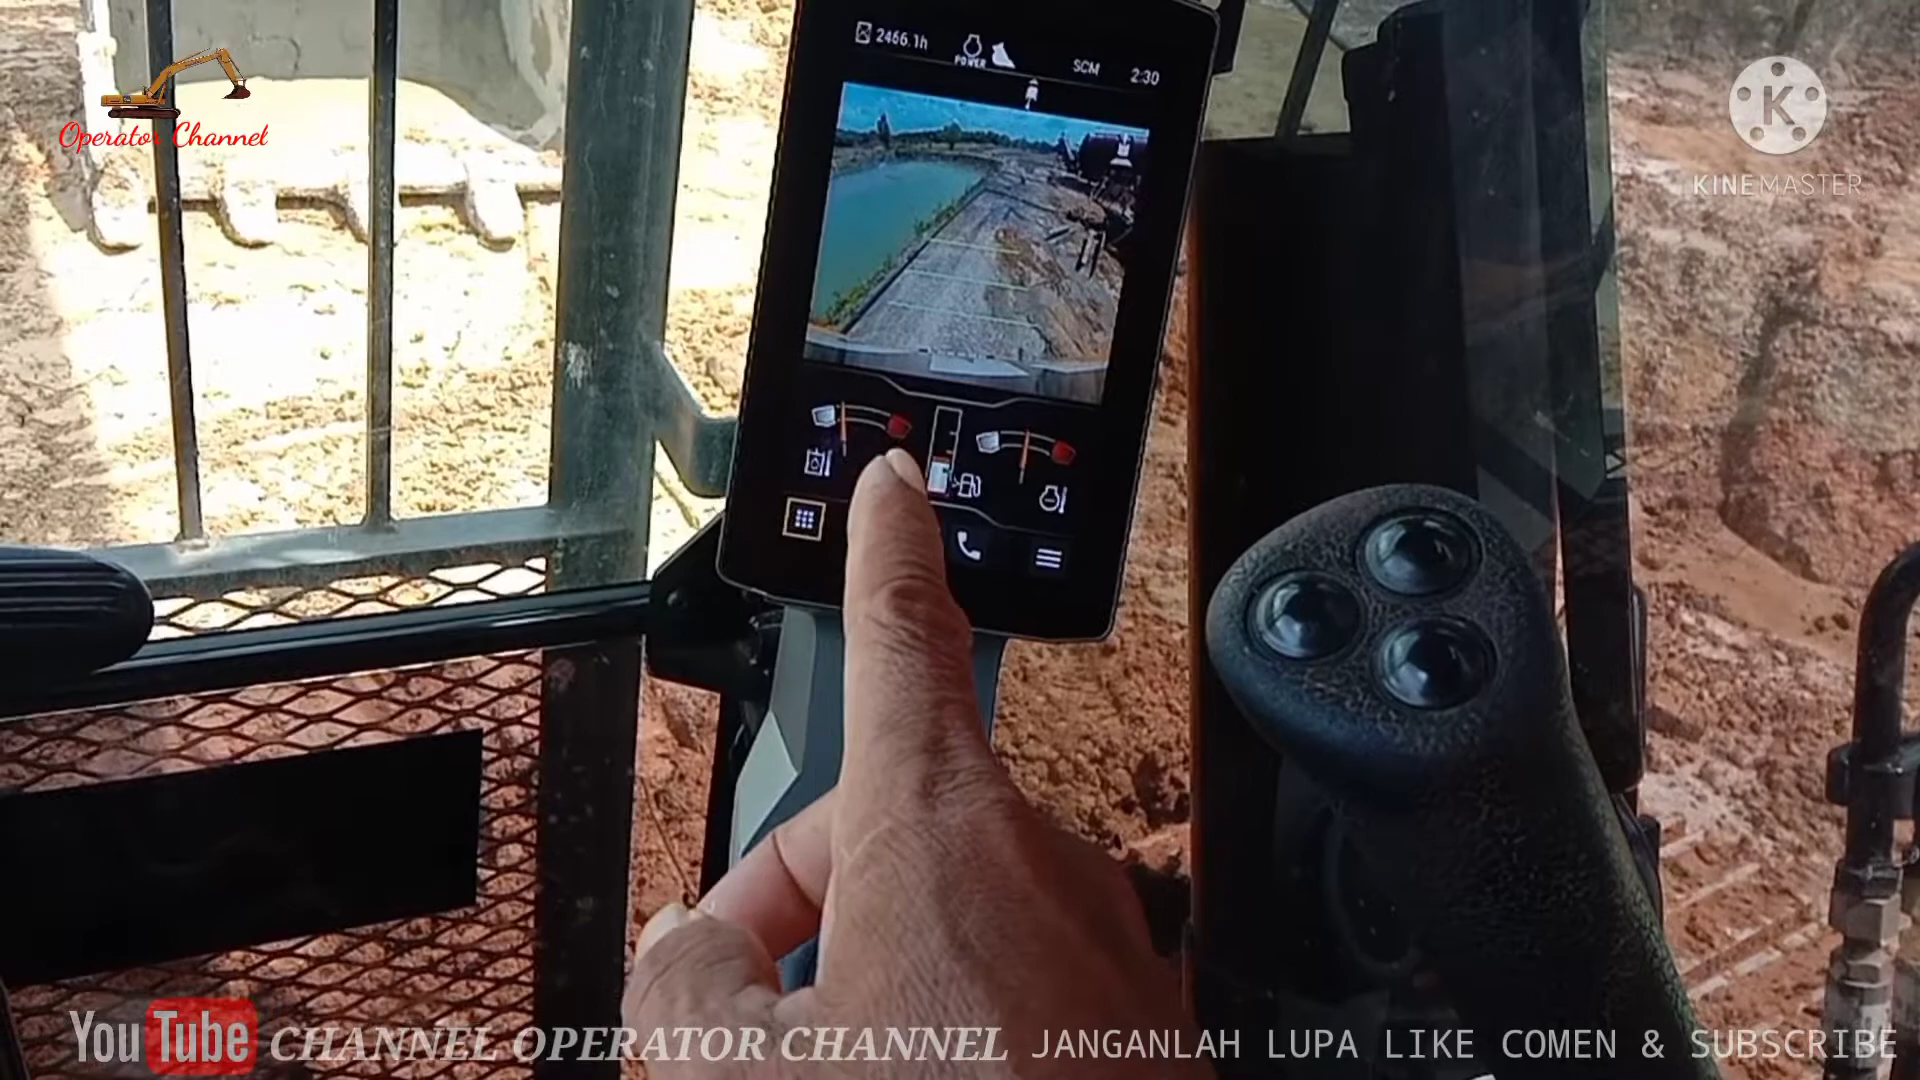 2466.1h
POWER
SCM
2:30
Operator Channel
K
KINEMASTER
YouTube CHANNEL OPERATOR CHANNEL JANGANLAH LUPA LIKE COMEN & SUBSCRIBE